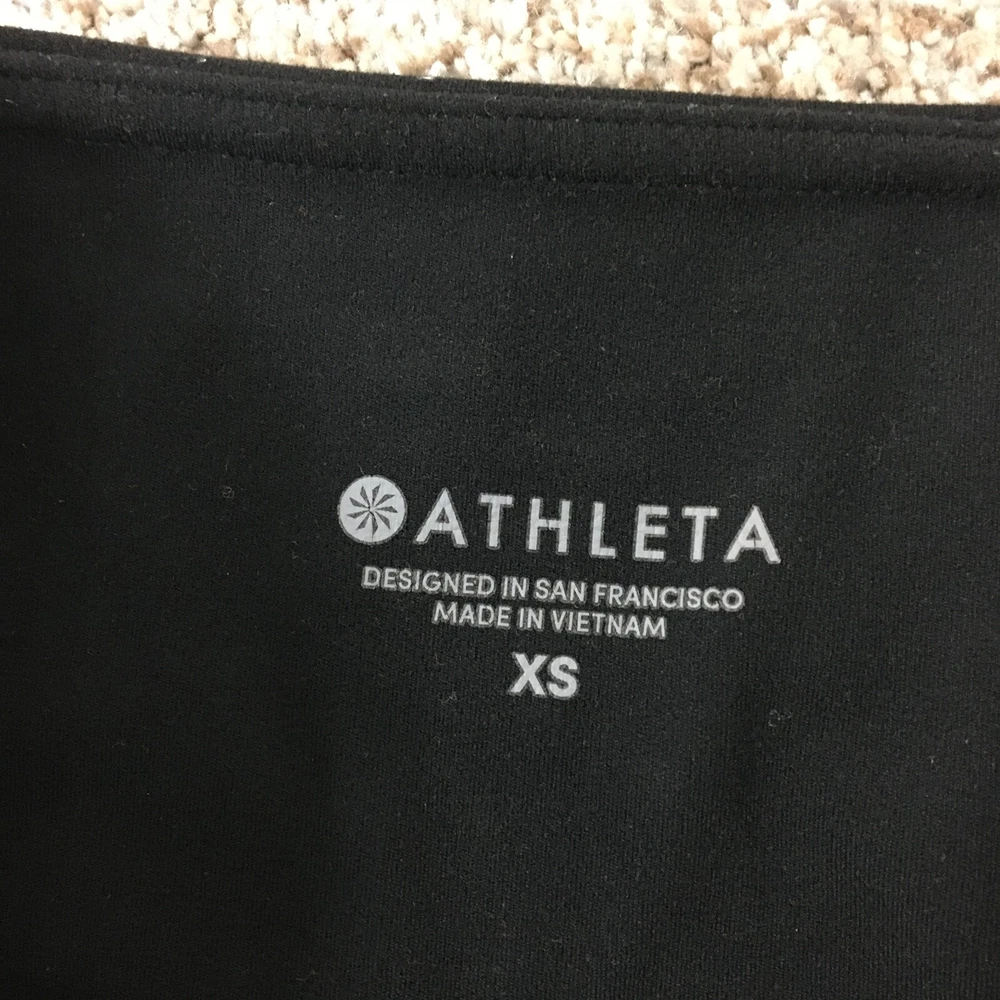 ATHLETA
DESIGNED IN SAN FRANCISCO
MADE IN VIETNAM
XS